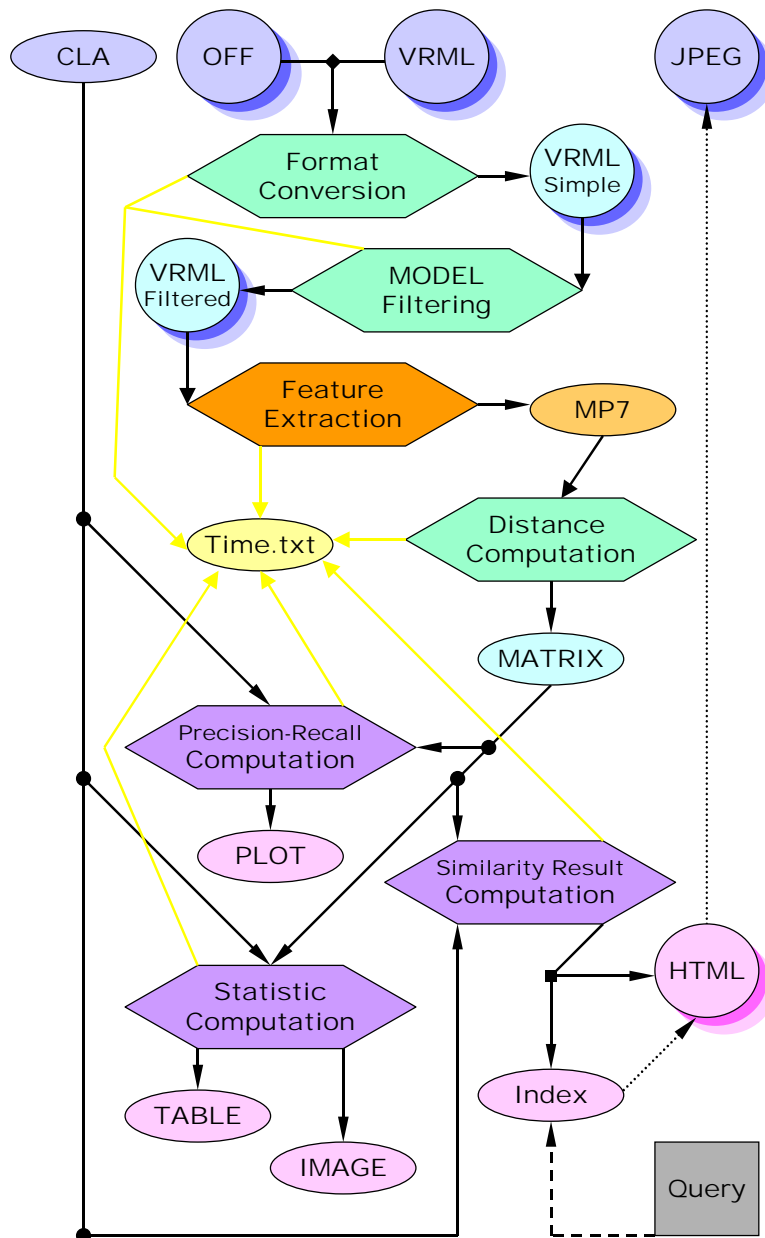 CLA
OFF
VRML
JPEG
Format
Conversion
VRML
Simple
VRML
Filtered
MODEL
Filtering
Feature
Extraction
MP7
Time.txt
Distance
Computation
MATRIX
Precision-Recall
Computation
PLOT
Similarity Result
Computation
Statistic
Computation
HTML
TABLE
Index
IMAGE
Query